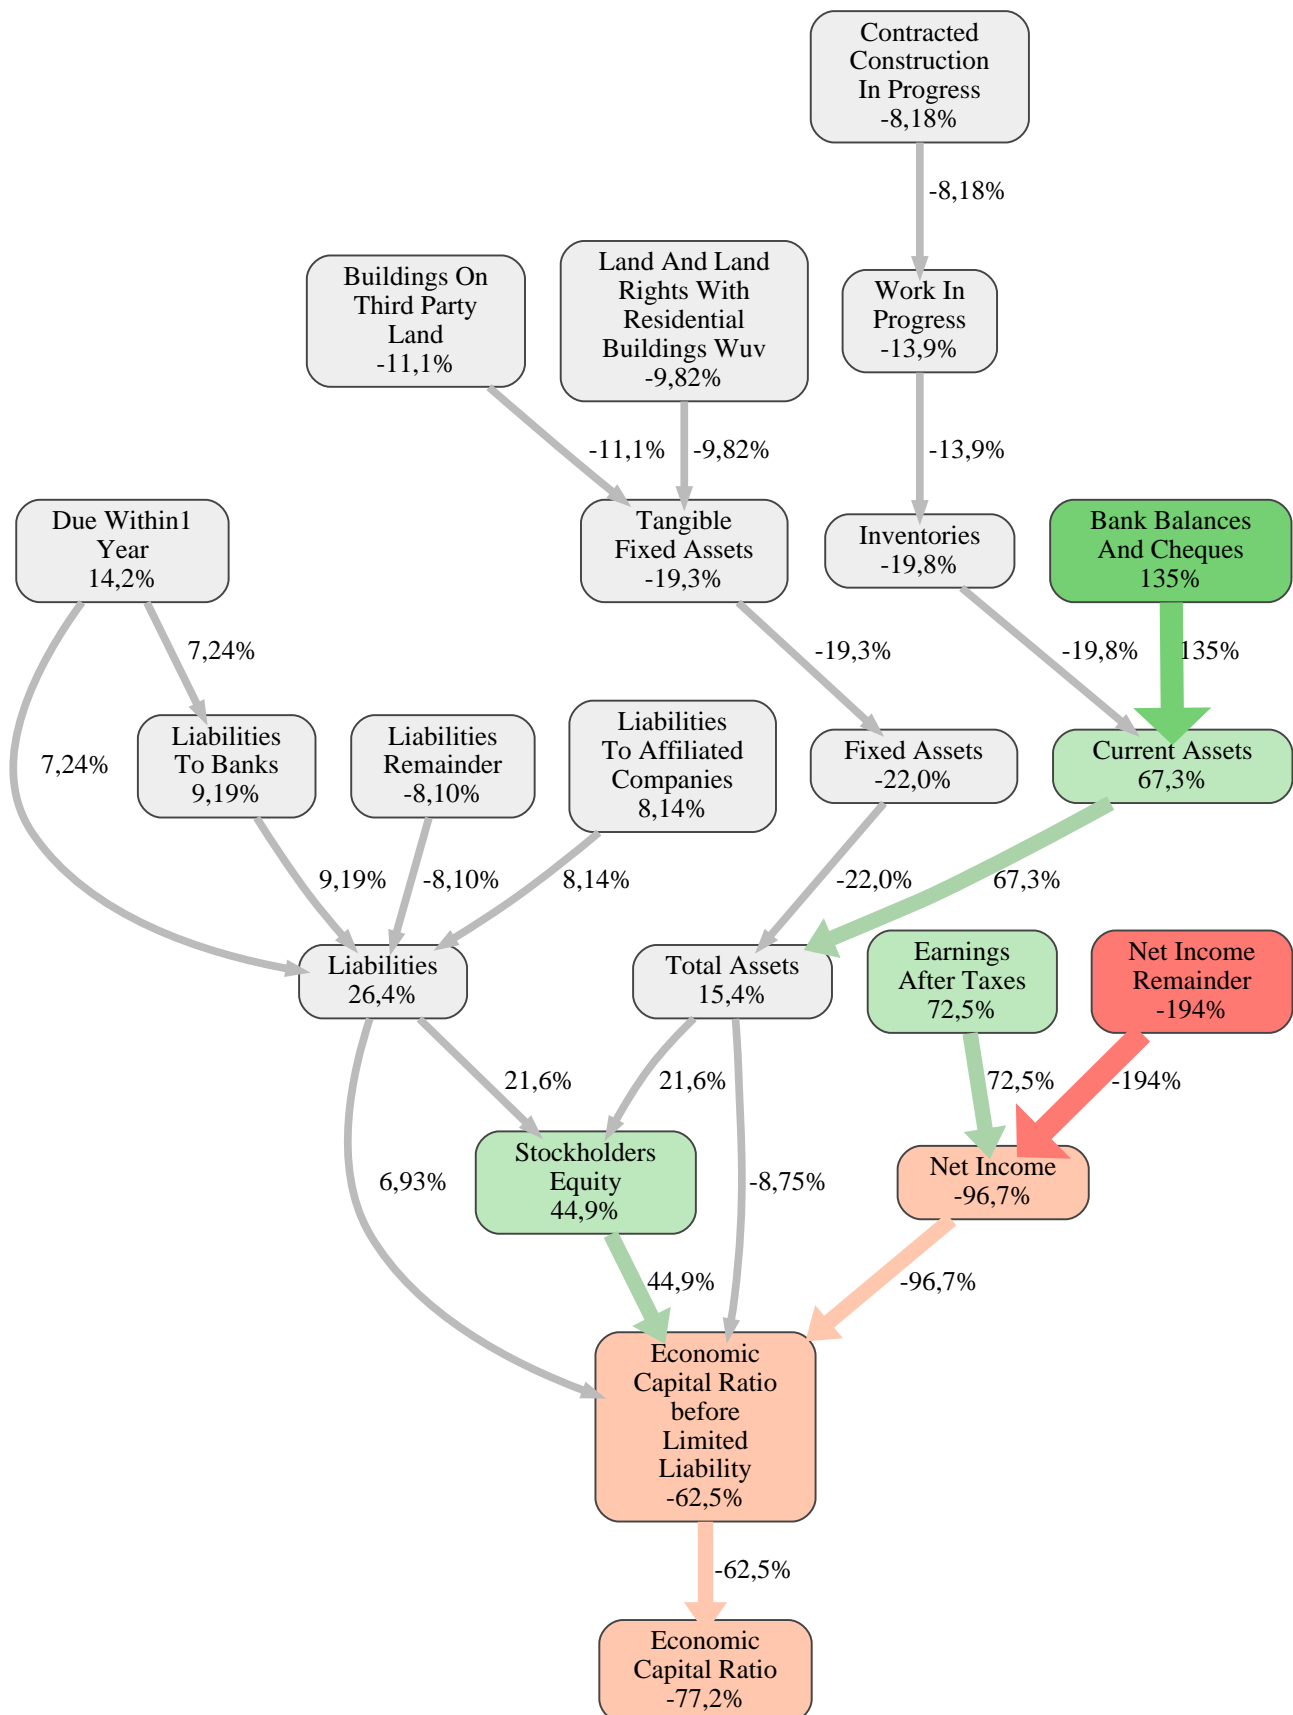 Contracted
Construction
In Progress
-8,18%
-8,18%
Buildings On
Third Party
Land
-11,1%
Land And Land
Rights With
Residential
Buildings Wuv
-9,82%
Work In
Progress
-13,9%
-11,1%
-9,82%
-13,9%
Due Within1
Year
14,2%
Tangible
Fixed Assets
-19,3%
Inventories
-19,8%
Bank Balances
And Cheques
135%
7,24%
-19,3%
-19,8%
135%
7,24%
Liabilities
To Banks
9,19%
Liabilities
Remainder
-8,10%
Liabilities
To Affiliated
Companies
8,14%
Fixed Assets
-22,0%
Current Assets
67,3%
9,19%
-8,10%
8,14%
-22,0%
67,3%
Liabilities
26,4%
Total Assets
15,4%
Earnings
After Taxes
72,5%
Net Income
Remainder
-194%
21,6%
21,6%
72,5%
-194%
6,93%
Stockholders
Equity
44,9%
-8,75%
Net Income
-96,7%
44,9%
-96,7%
Economic
Capital Ratio
before
Limited
Liability
-62,5%
-62,5%
Economic
Capital Ratio
-77,2%